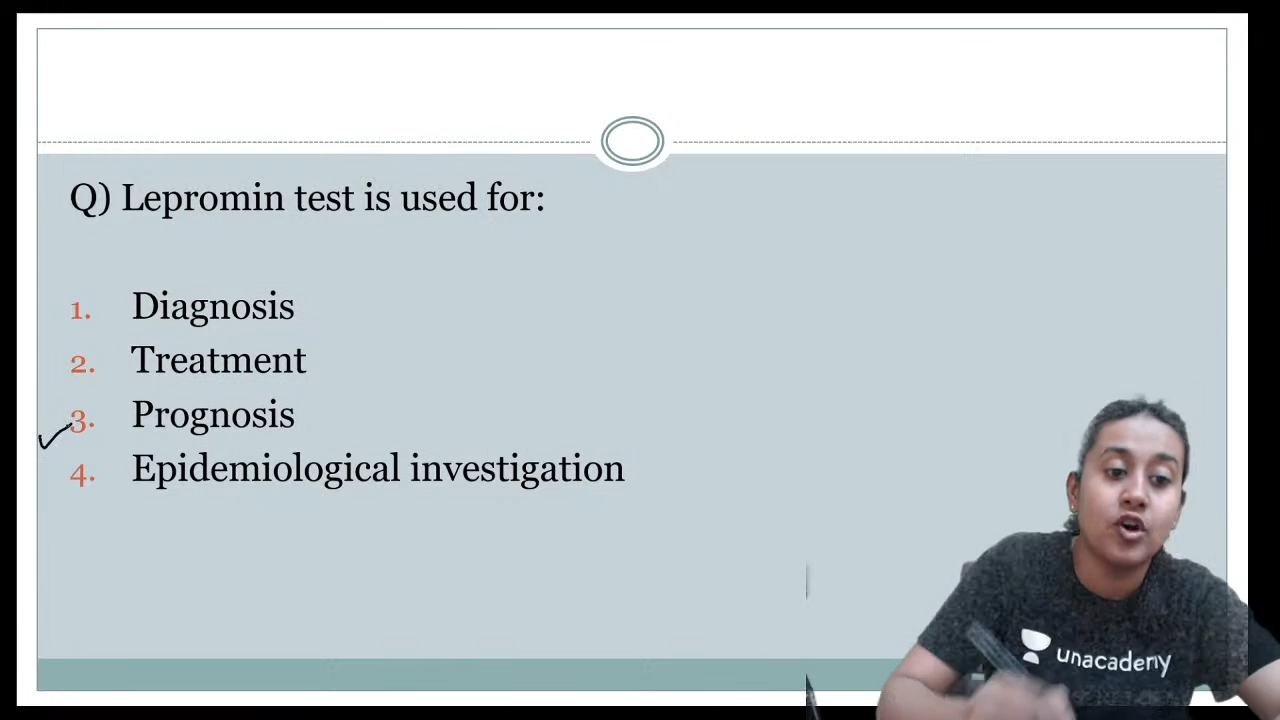 Q) Lepromin test is used for:
1. Diagnosis
2. Treatment
3. Prognosis
4. Epidemiological investigation
unacademy